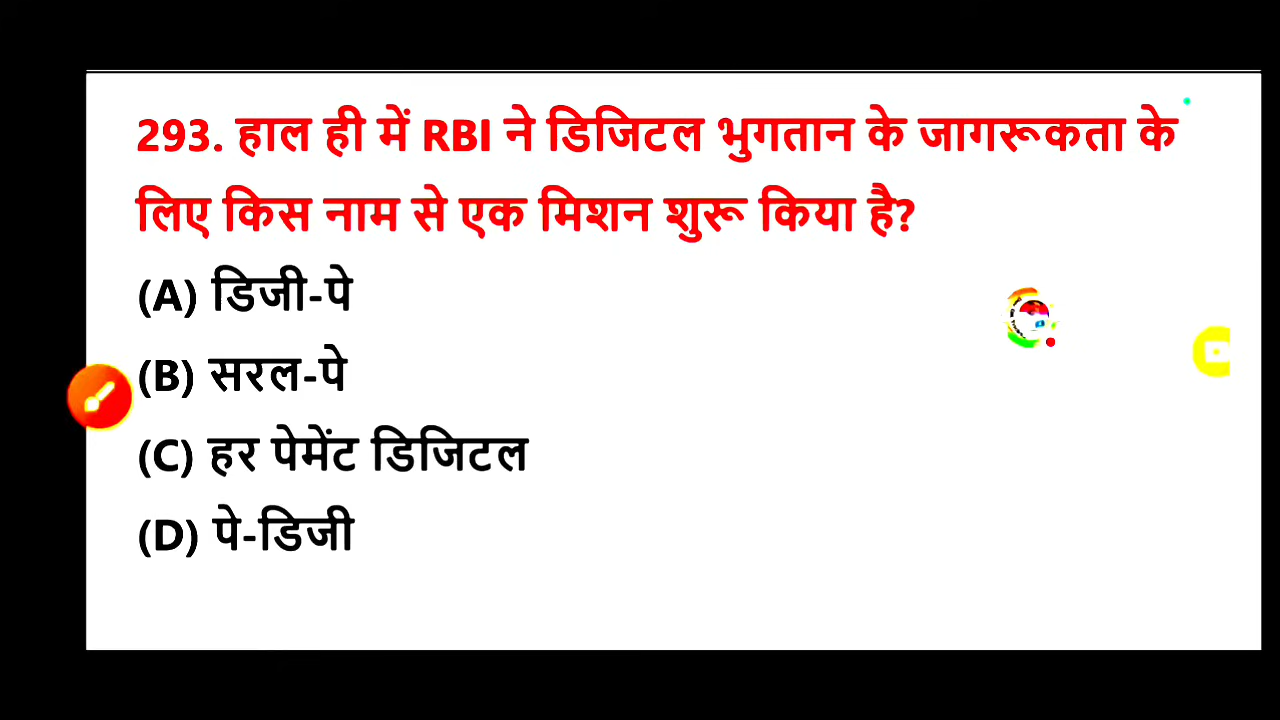 293. हाल ही में RBI ने डिजिटल भुगतान के जागरूकता के
लिए किस नाम से एक मिशन शुरू किया है?
(A) डिजी-पे
(B) सरल-पे
(C) हर पेमेंट डिजिटल
(D) पे-डिजी